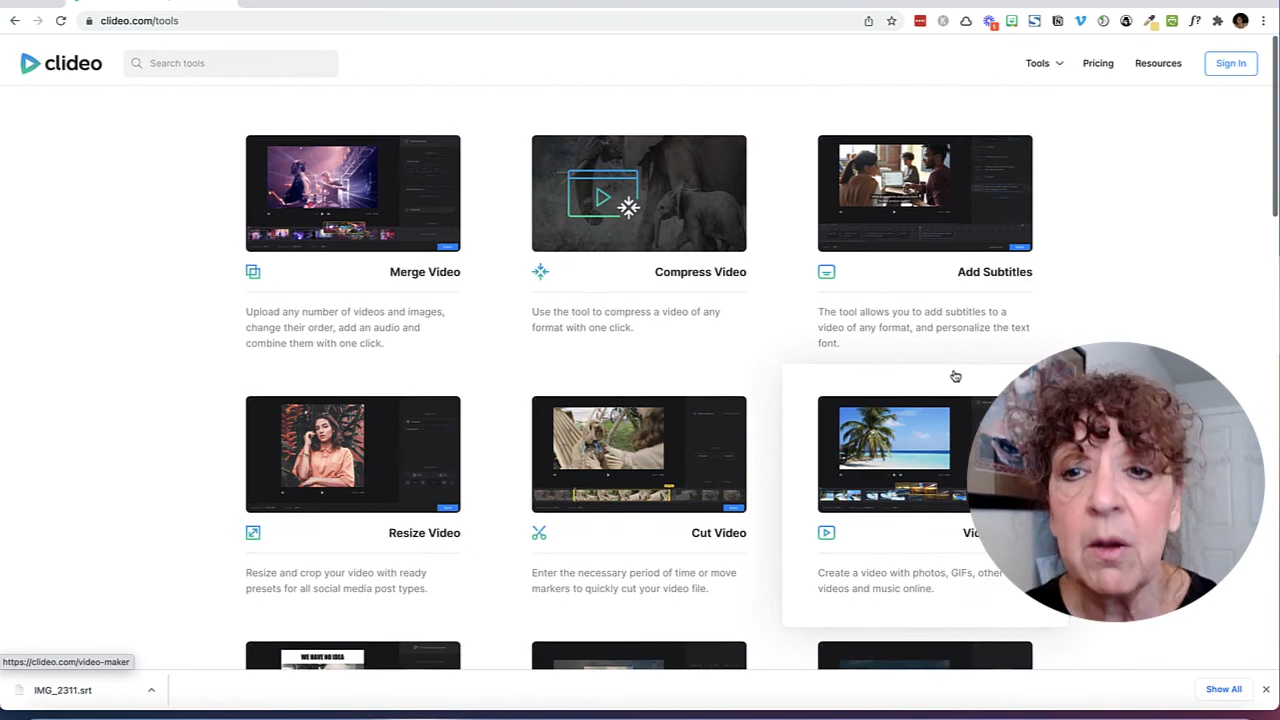 clideo.com/tools
clideo
Search tools
Tools
Pricing
Resources
Sign In
Merge Video
Compress Video
Add Subtitles
Upload any number of videos and images,
change their order, add an audio and
combine them with one click.
Use the tool to compress a video of any
format with one click.
The tool allows you to add subtitles to a
video of any format, and personalize the text
font.
Resize Video
Cut Video
Resize and crop your video with ready
presets for all social media post types.
Enter the necessary period of time or move
markers to quickly cut your video file.
Create a video with photos, GIFs, other
videos and music online.
WE HAVE NO IDEA
https://clideo.com/video-maker
IMG_2311.srt
Show All